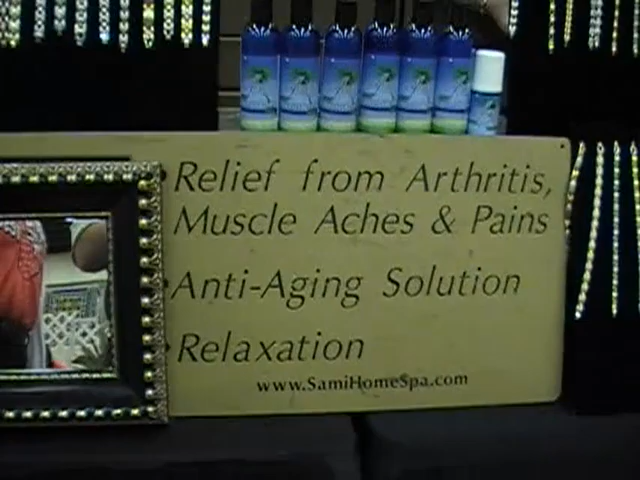 Relief from Arthritis,
Muscle Aches & Pains
Anti-Aging Solution
Relaxation
www.SamiHomeSpa.com